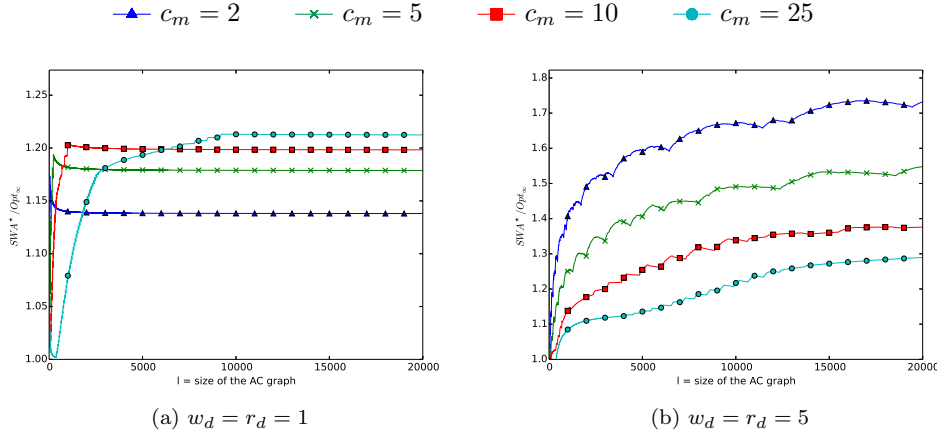 c_m = 2 c_m = 5 c_m = 10 c_m = 25
1.25
1.20
1.15
1.10
1.05
1.00
SWA*/Opt∞
0 5000 10000 15000 20000
l = size of the AC graph
(a) w_d = r_d = 1
1.8
1.7
1.6
1.5
1.4
1.3
1.2
1.1
1.0
SWA*/Opt∞
0 5000 10000 15000 20000
l = size of the AC graph
(b) w_d = r_d = 5